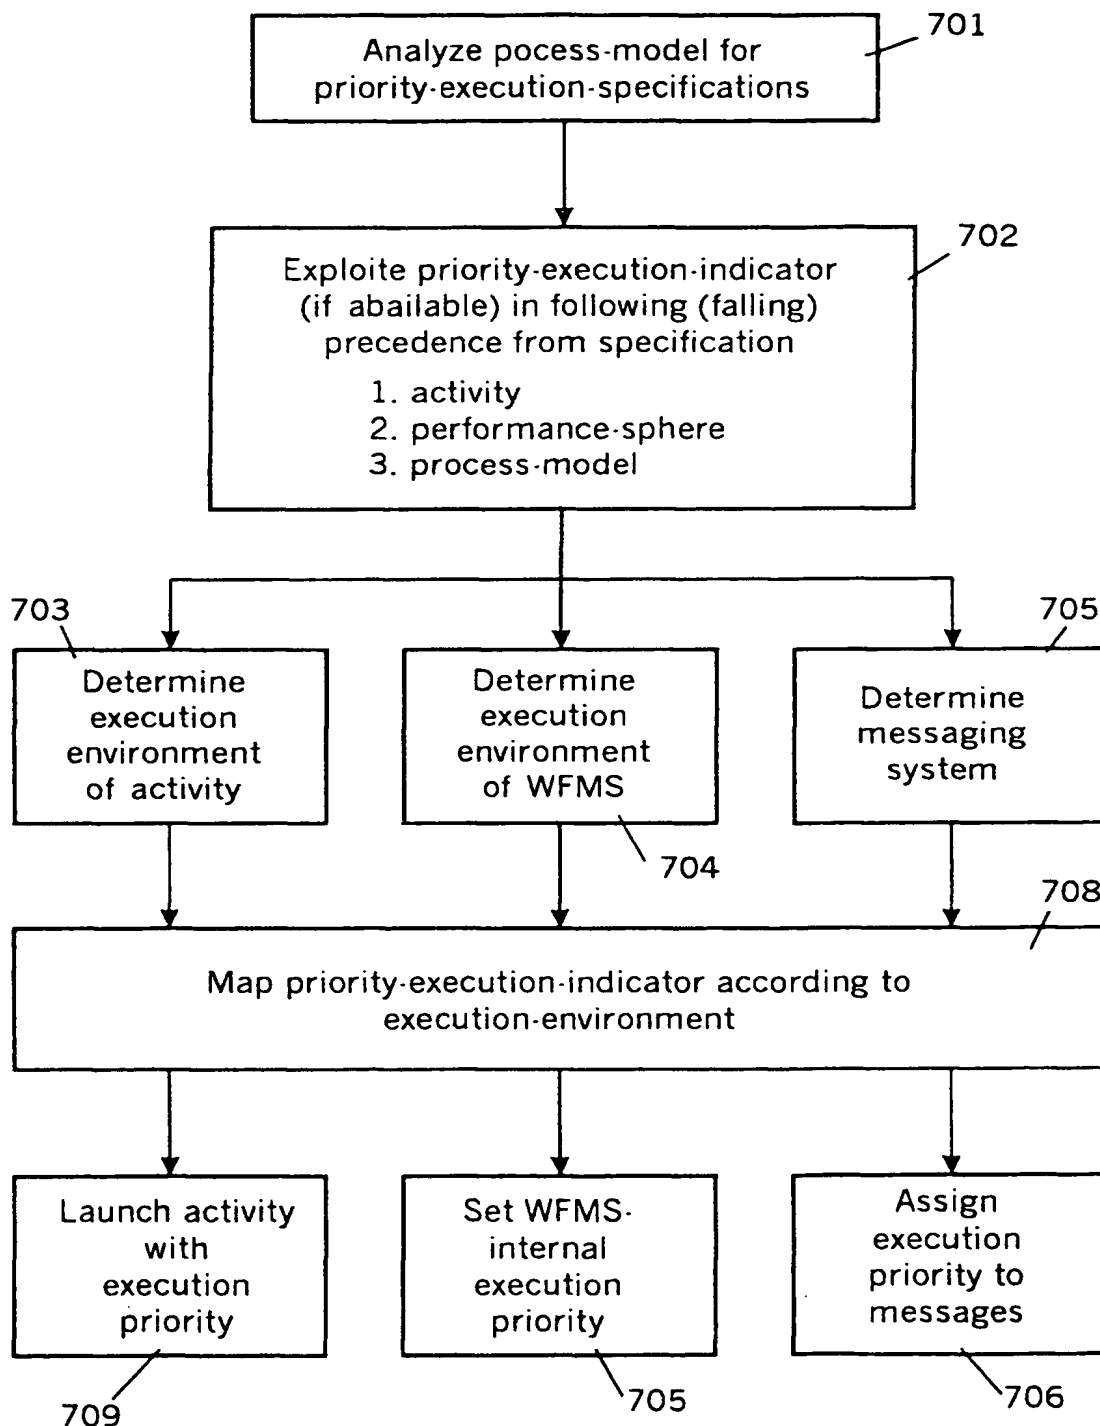 701
Analyze pocess-model for
priority-execution-specifications
702
Exploite priority-execution-indicator
(if abailable) in following (falling)
precedence from specification
1. activity
2. performance-sphere
3. process-model
703
Determine
execution
environment
of activity
Determine
execution
environment
of WFMS
704
705
Determine
messaging
system
708
Map priority-execution-indicator according to
execution-environment
Launch activity
with
execution
priority
709
Set WFMS-
internal
execution
priority
705
Assign
execution
priority to
messages
706